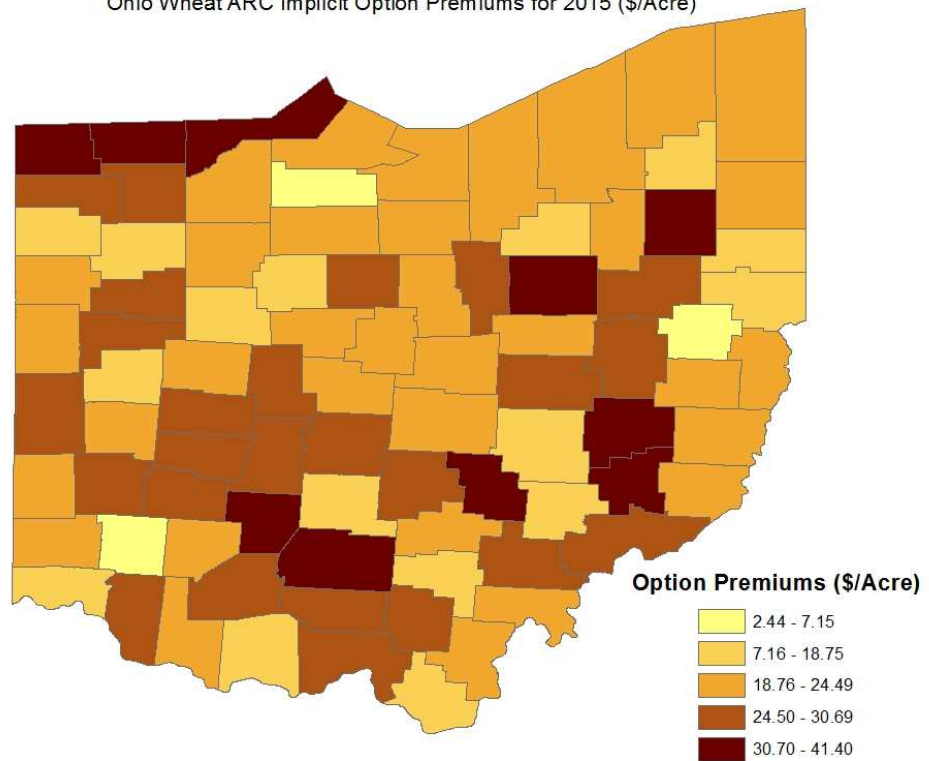 Ohio Wheat ARC Implicit Option Premiums for 2015 ($/Acre)
Option Premiums ($/Acre)
2.44 - 7.15
7.16 - 18.75
18.76 - 24.49
24.50 - 30.69
30.70 - 41.40